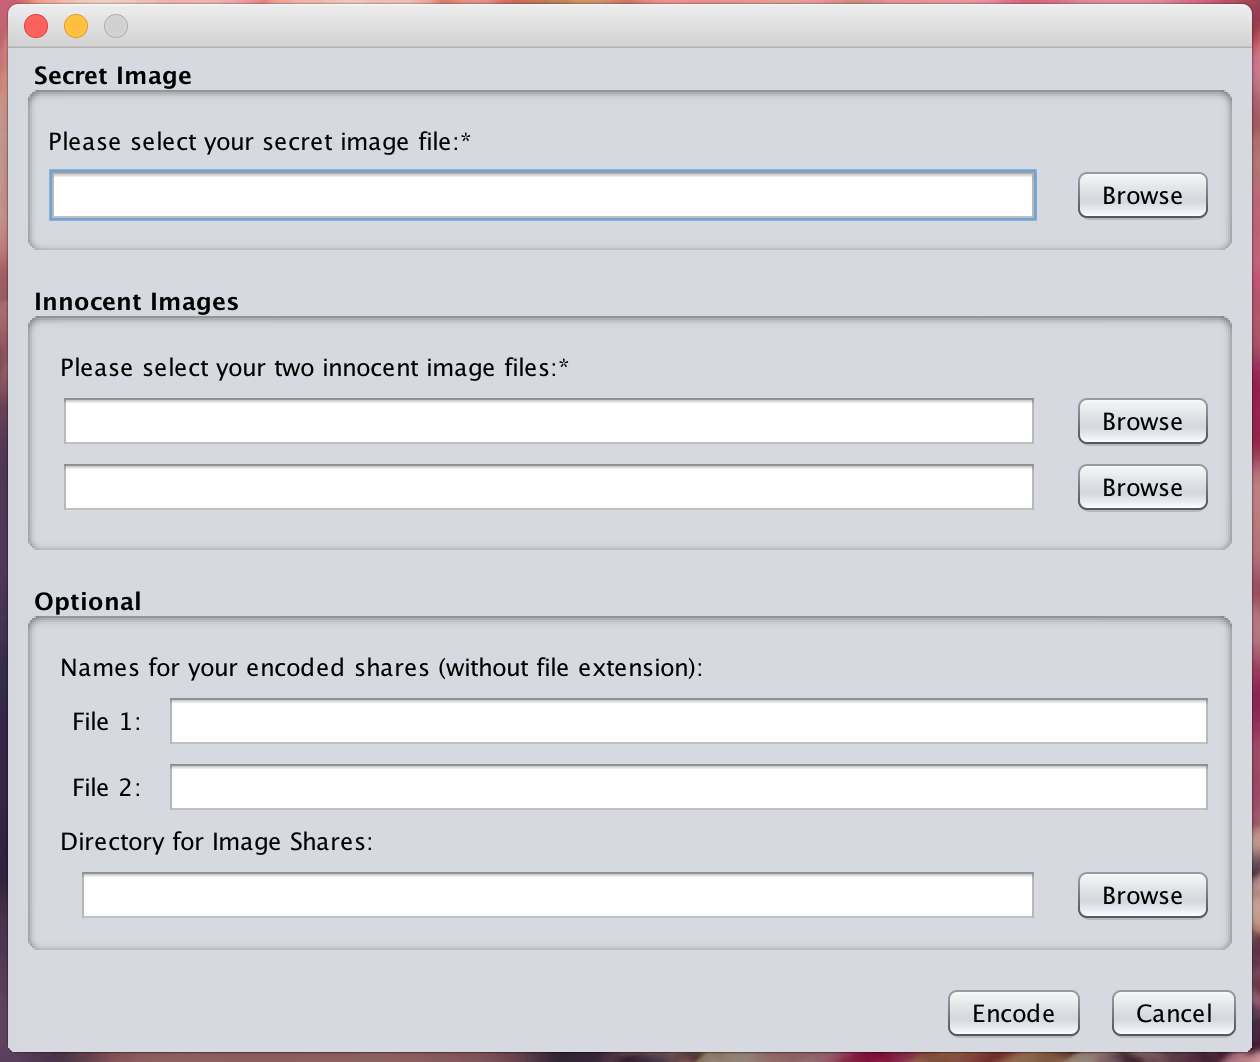 Secret Image
Please select your secret image file:*
Browse
Innocent Images
Please select your two innocent image files:*
Browse
Browse
Optional
Names for your encoded shares (without file extension):
File 1:
File 2:
Directory for Image Shares:
Browse
Encode Cancel